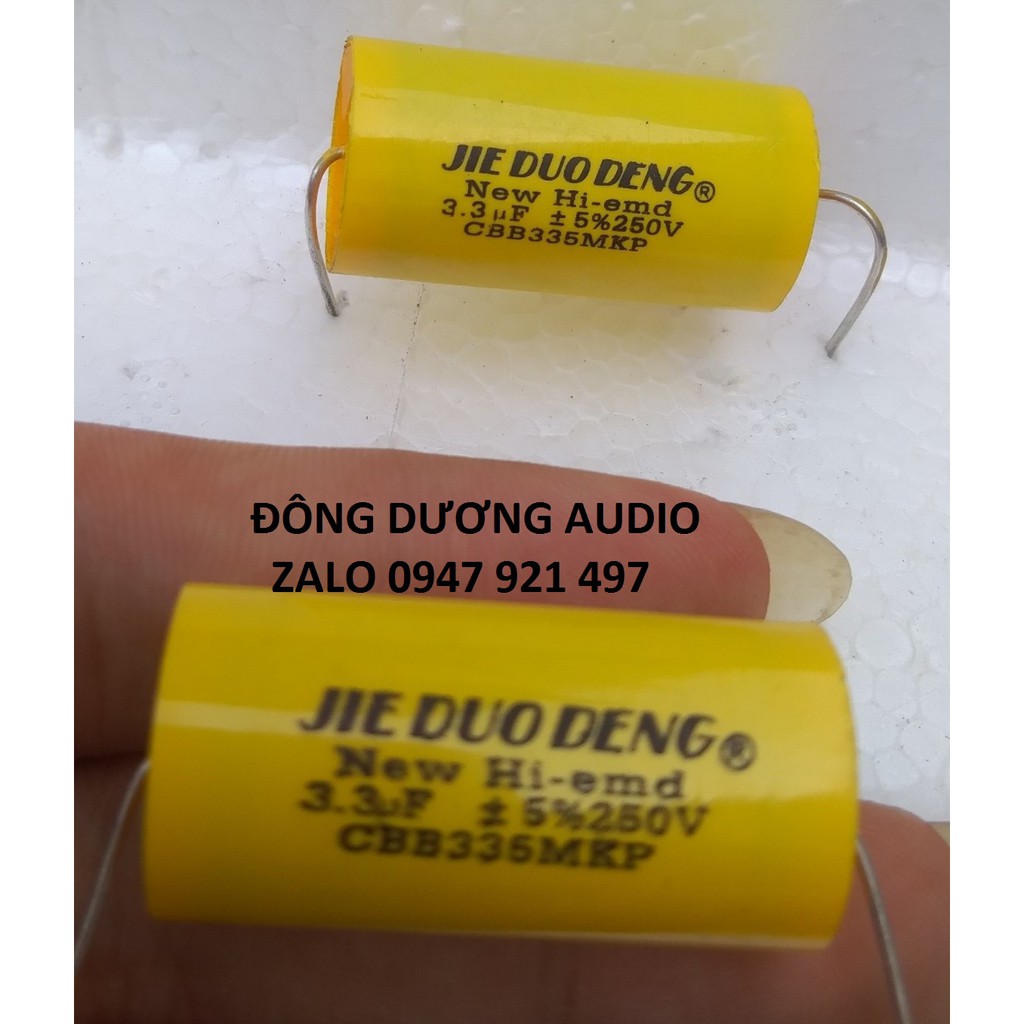 JIE DUO DENG®
New Hi-emd
3.3µF ±5%250V
CBB335MKP
ĐÔNG DƯƠNG AUDIO
ZALO 0947 921 497
JIE DUO DENG®
New Hi-emd
3.3µF ±5%250V
CBB335MKP